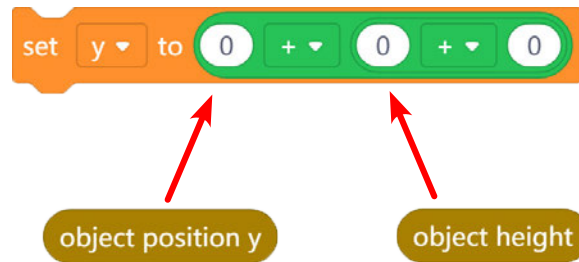 set y to 0 + 0 + 0
object position y
object height